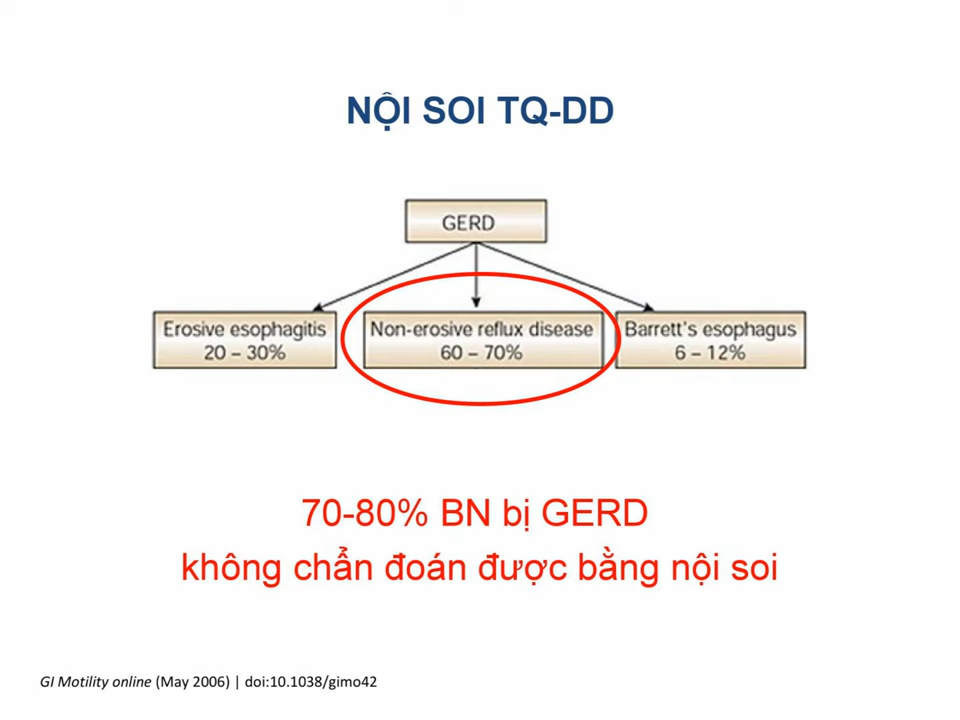 NỘI SOI TQ-DD
GERD
Erosive esophagitis
20 – 30%
Non-erosive reflux disease
60 – 70%
Barrett's esophagus
6 – 12%
70-80% BN bị GERD
không chẩn đoán được bằng nội soi
GI Motility online (May 2006) | doi:10.1038/gimo42